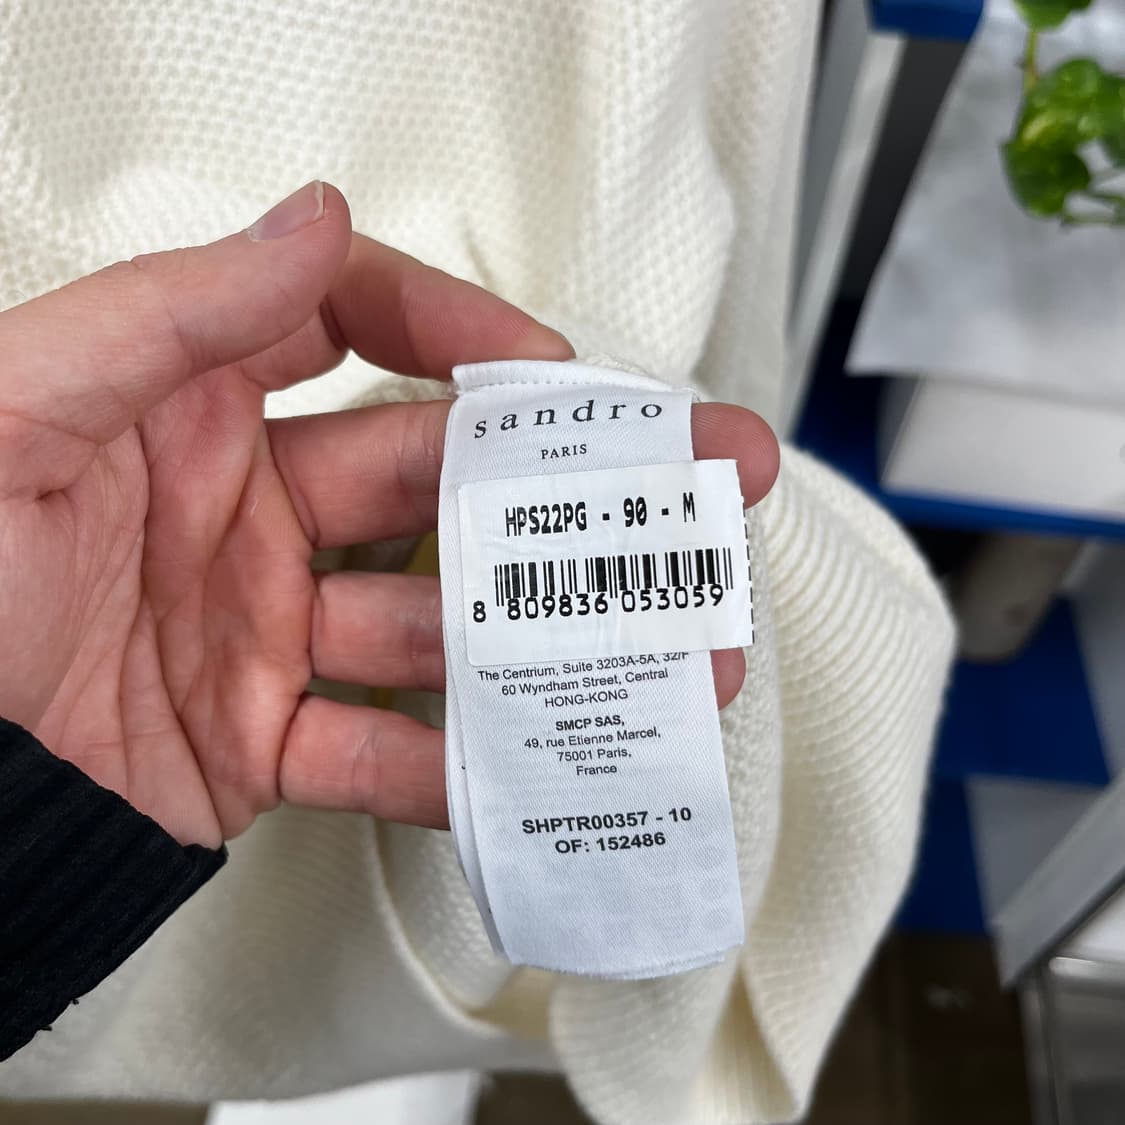 sandro
PARIS
HPS22PG - 90 - M
8 809836 053059
The Centrium, Suite 3203A-5A, 32/F
60 Wyndham Street, Central
HONG-KONG
SMCP SAS,
49, rue Etienne Marcel,
75001 Paris,
France
SHPTR00357 - 10
OF: 152486